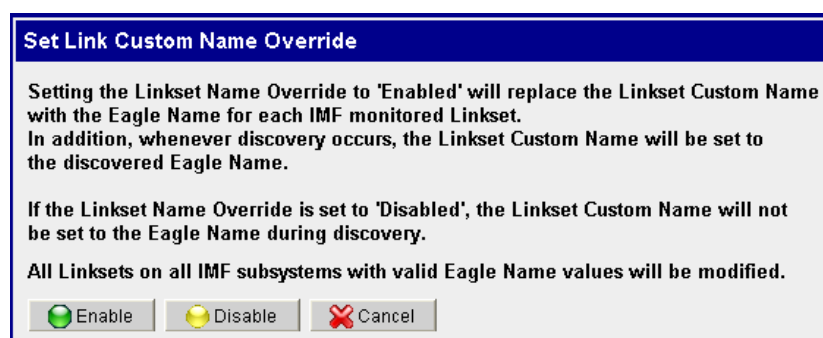 Set Link Custom Name Override
Setting the Linkset Name Override to 'Enabled' will replace the Linkset Custom Name
with the Eagle Name for each IMF monitored Linkset.
In addition, whenever discovery occurs, the Linkset Custom Name will be set to
the discovered Eagle Name.
If the Linkset Name Override is set to 'Disabled', the Linkset Custom Name will not
be set to the Eagle Name during discovery.
All Linksets on all IMF subsystems with valid Eagle Name values will be modified.
Enable Disable Cancel